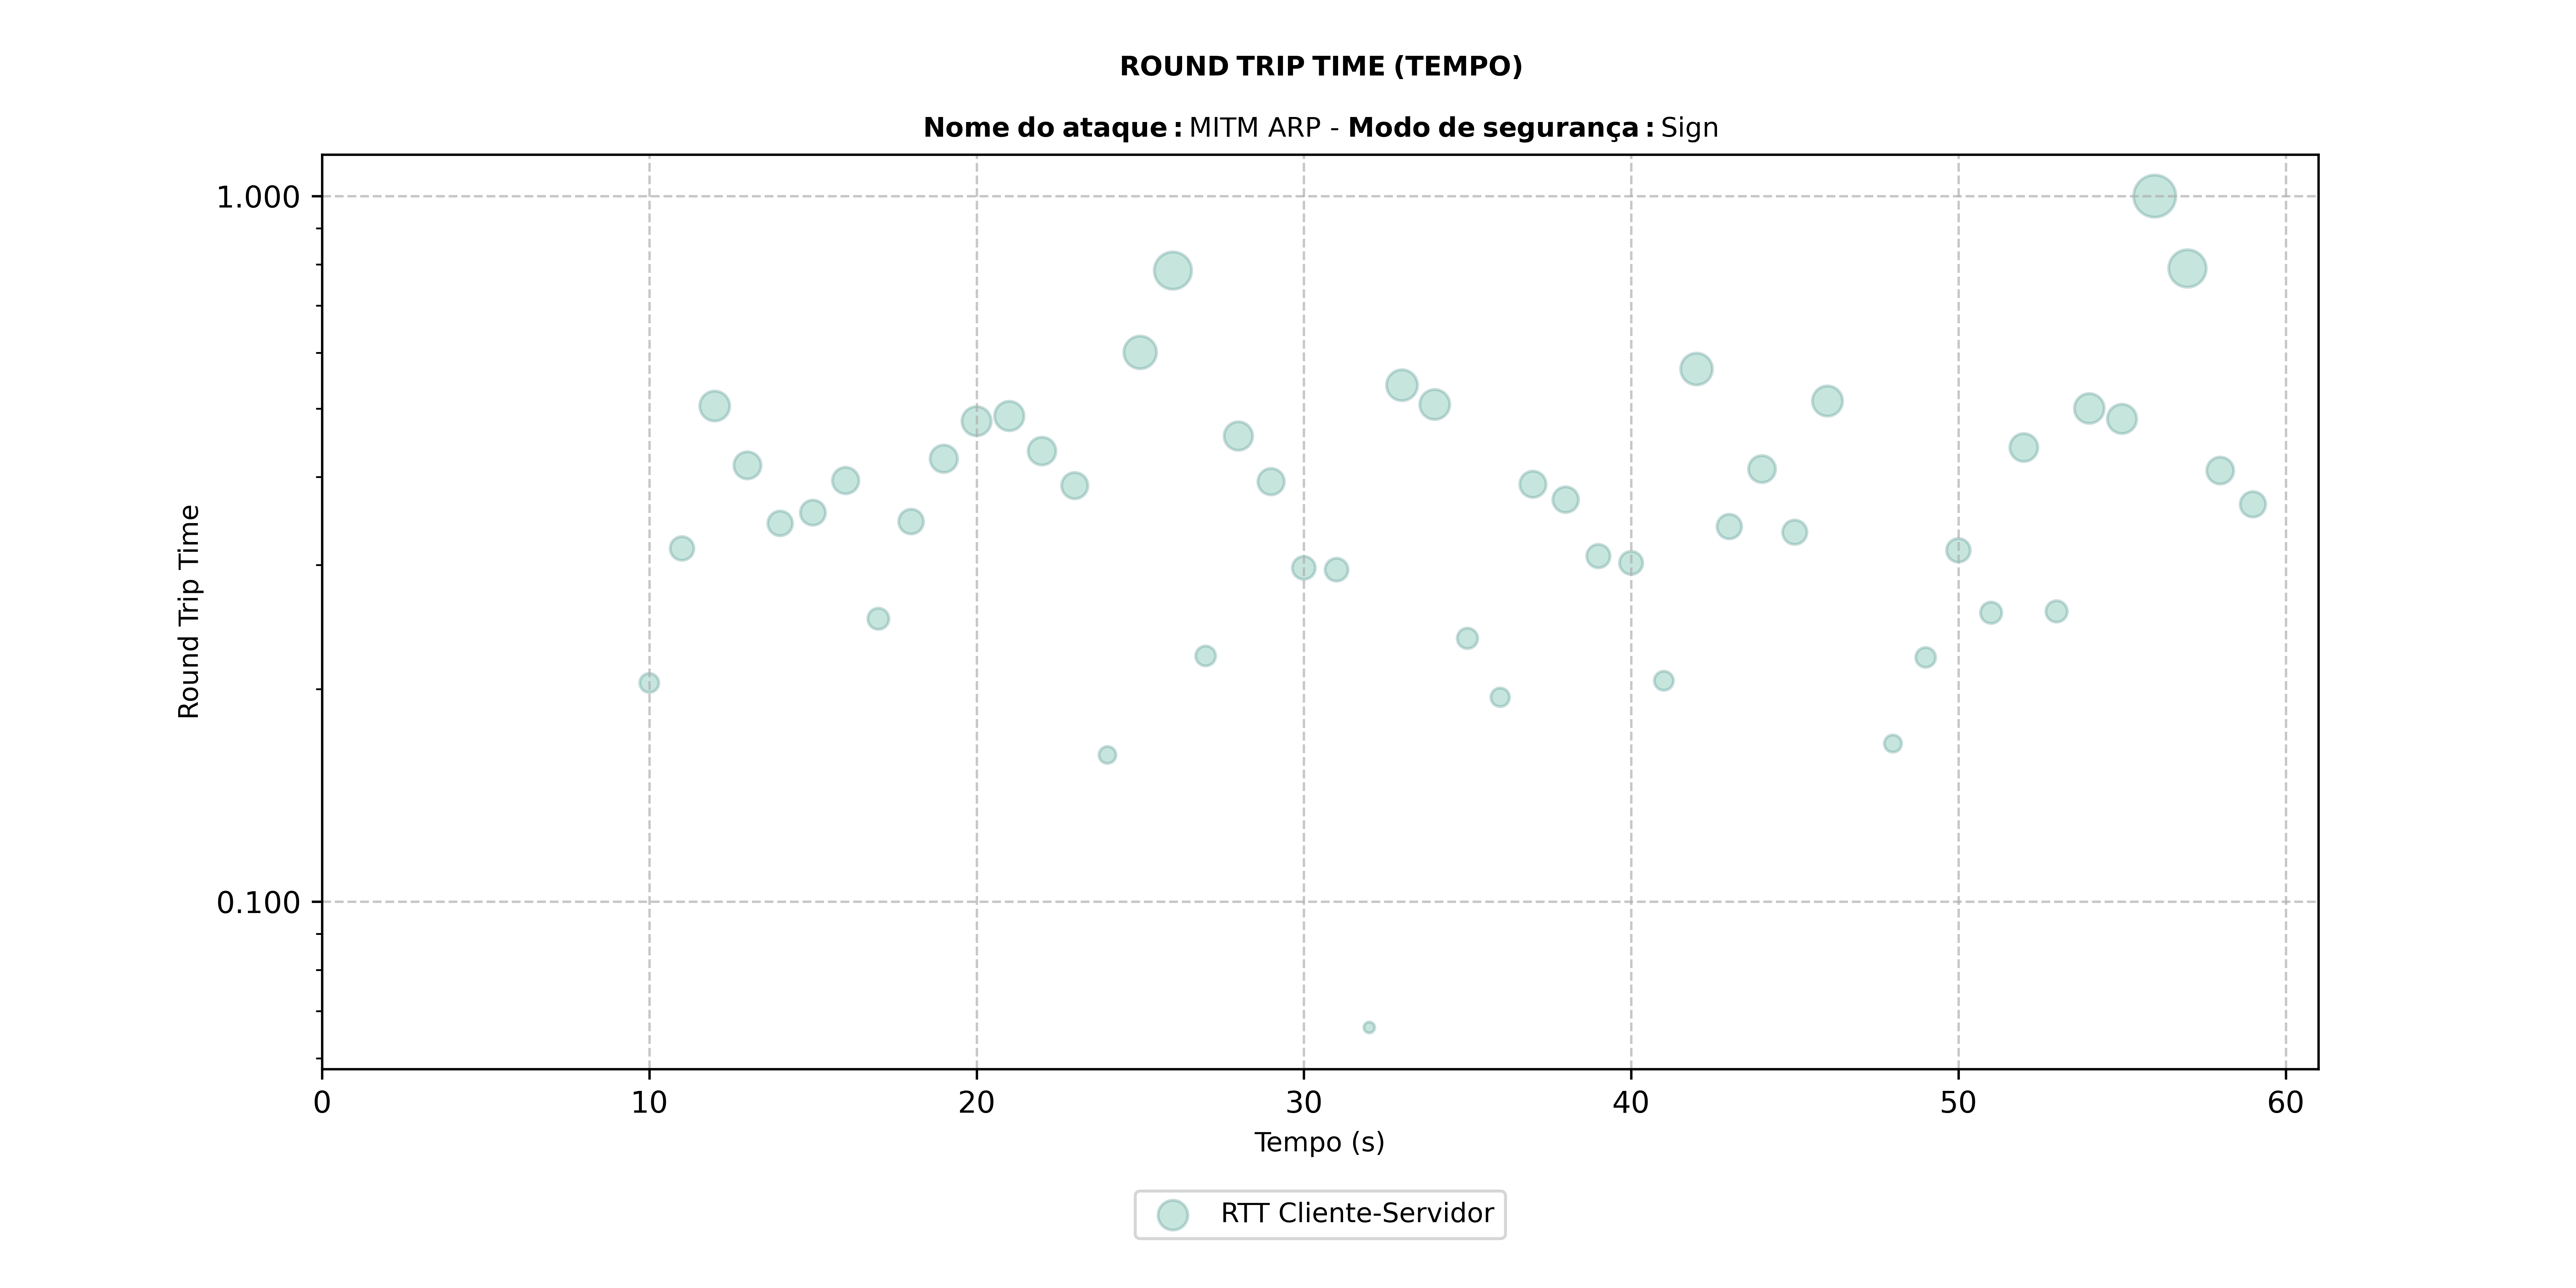 ROUND TRIP TIME (TEMPO)
Nome do ataque : MITM ARP - Modo de segurança : Sign
1.000
0.100
Round Trip Time
0 10 20 30 40 50 60
Tempo (s)
RTT Cliente-Servidor